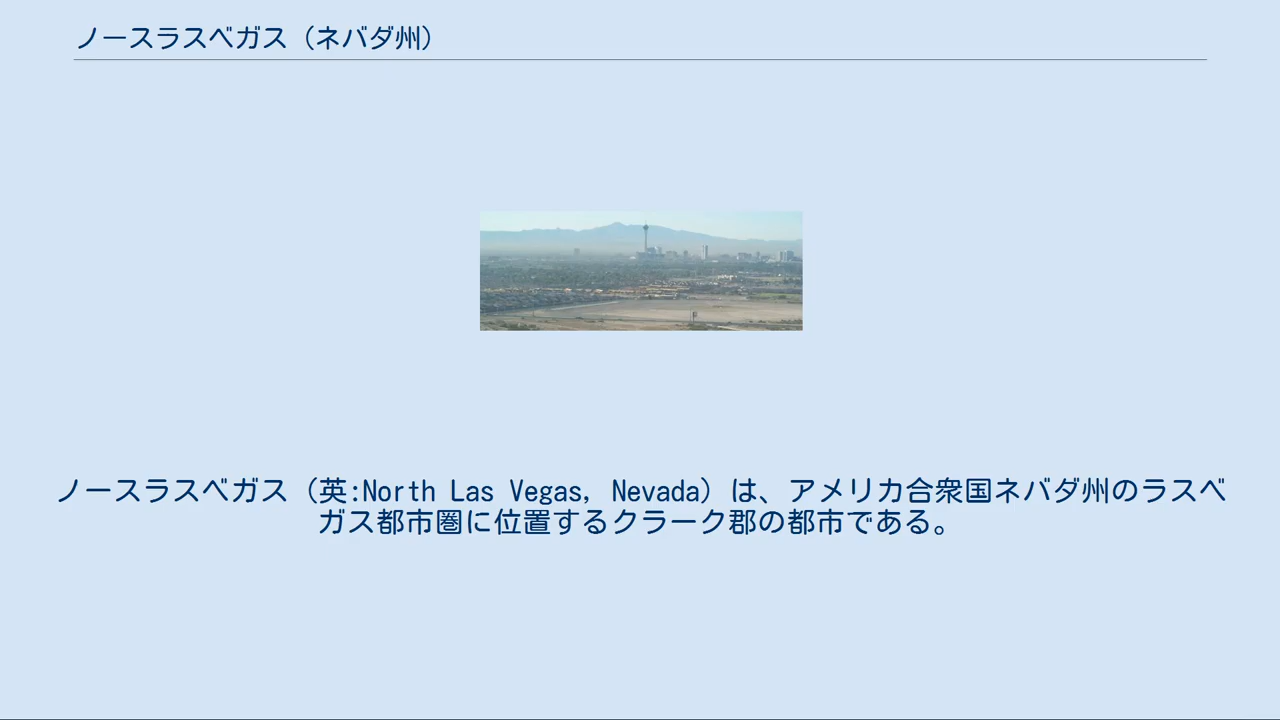 ノースラスベガス（ネバダ州）
ノースラスベガス（英:North Las Vegas, Nevada）は、アメリカ合衆国ネバダ州のラスベ
ガス都市圏に位置するクラーク郡の都市である。